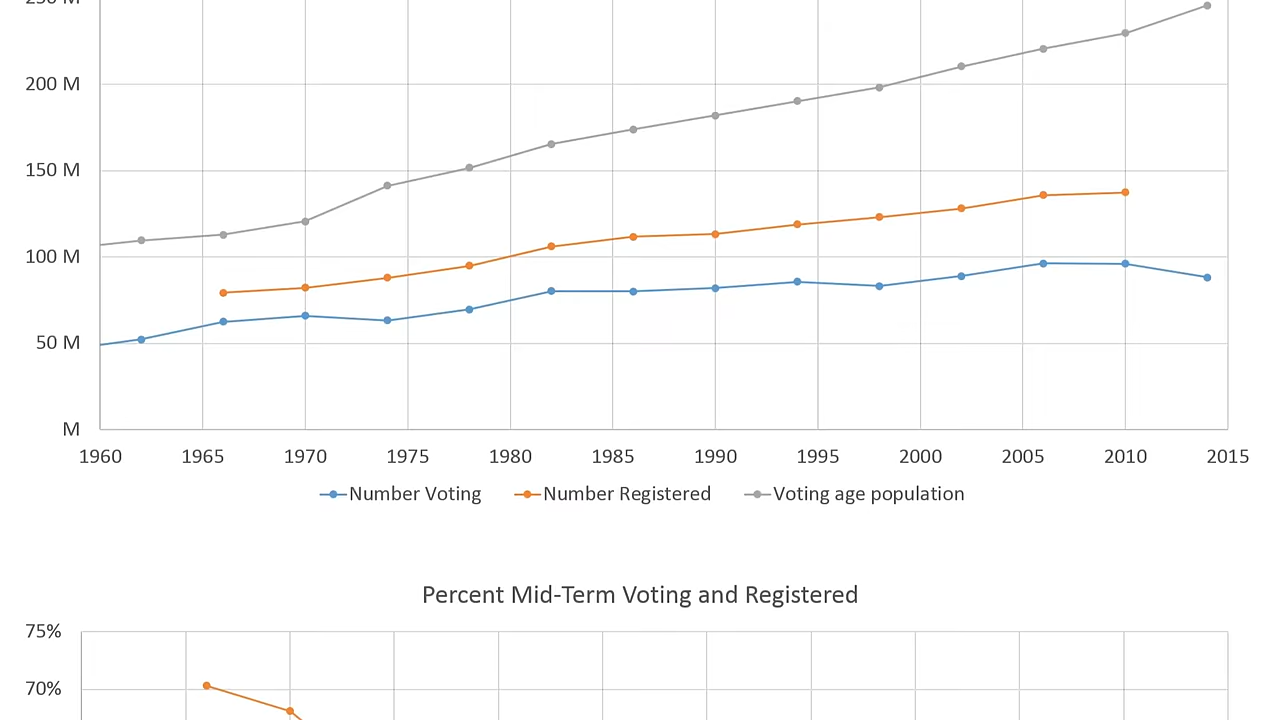 250 M
200 M
150 M
100 M
50 M
M
1960 1965 1970 1975 1980 1985 1990 1995 2000 2005 2010 2015
Number Voting Number Registered Voting age population
Percent Mid-Term Voting and Registered
75%
70%